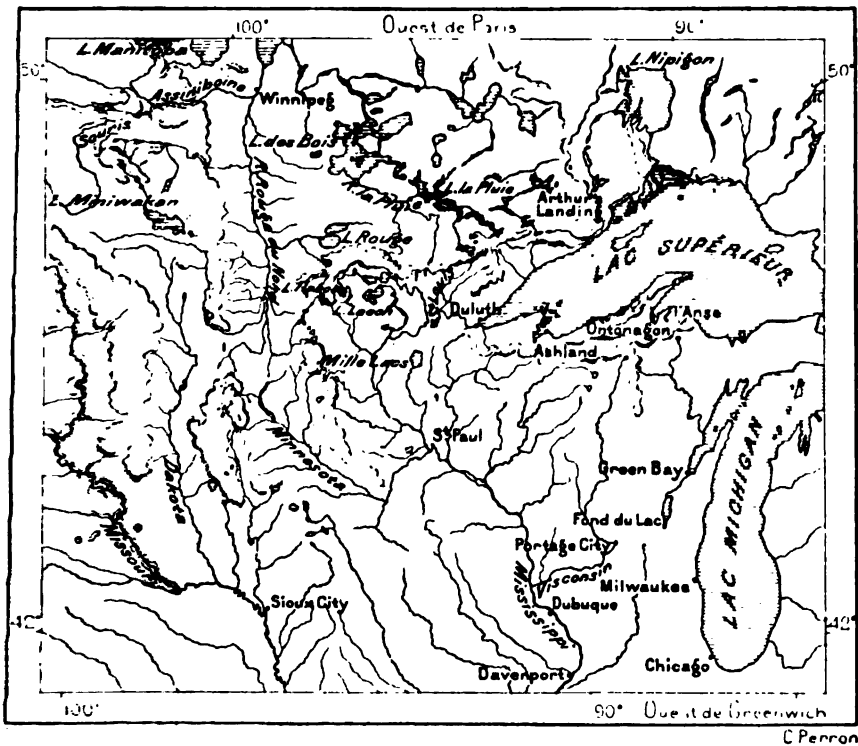 100°
Ouest de Paris
90°
L. Manitoba
L. Nipigon
50°
50°
Assiniboine
Winnipeg
Souris
L. des Bois
L. la Pluie
L. Miniwakan
Arthur
Landing
L. Rouge
LAC SUPÉRIEUR
L. Leech
Duluth
l'Anse
Ontonagon
Ashland
Mille Lacs
St Paul
Minnesota
Green Bay
Dakota
LAC MICHIGAN
Fond du Lac
Missouri
Portage City
Wisconsin
Milwaukee
Mississippi
Dubuque
Sioux City
42°
42°
Chicago
Davenport
100°
90°
Ouest de Greenwich
C Perron